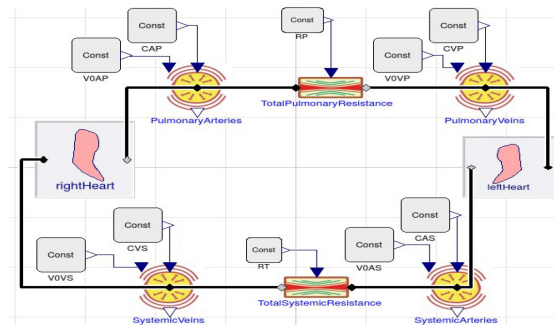 Const
CAP
Const
V0AP
Const
RP
Const
CVP
Const
V0VP
PulmonaryArteries
TotalPulmonaryResistance
PulmonaryVeins
rightHeart
leftHeart
Const
CVS
Const
V0VS
Const
RT
Const
CAS
Const
V0AS
SystemicVeins
TotalSystemicResistance
SystemicArteries